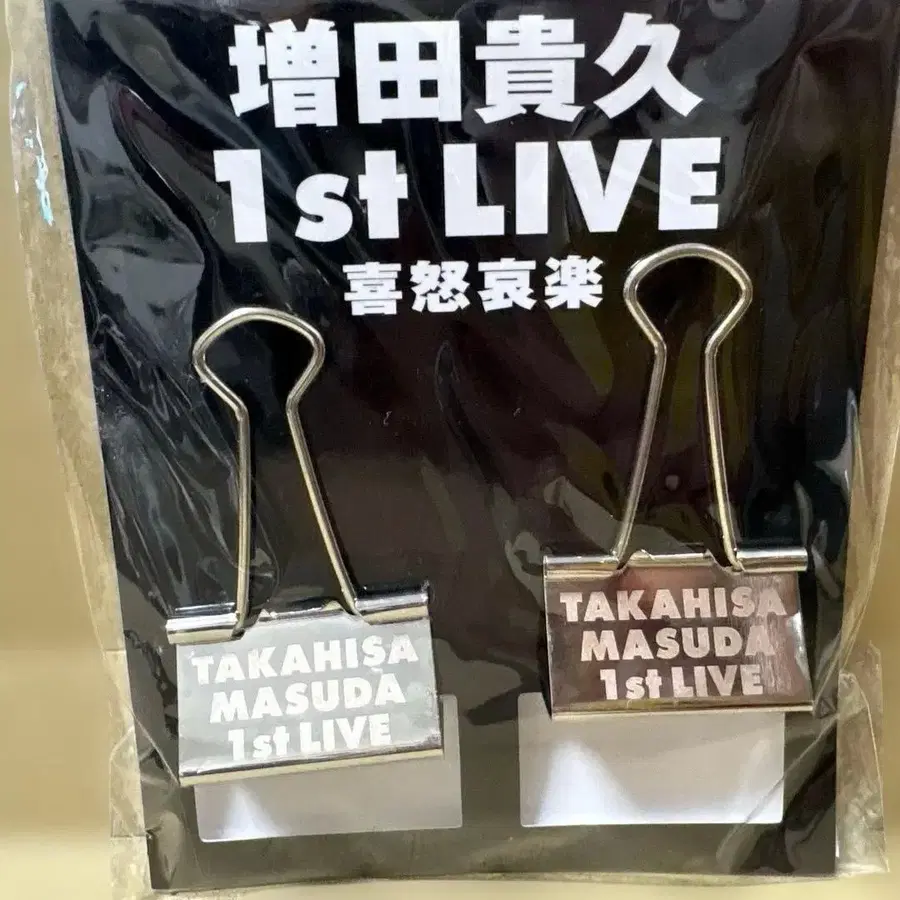 増田貴久
1st LIVE
喜怒哀楽
TAKAHISA
MASUDA
1st LIVE
TAKAHISA
MASUDA
1st LIVE